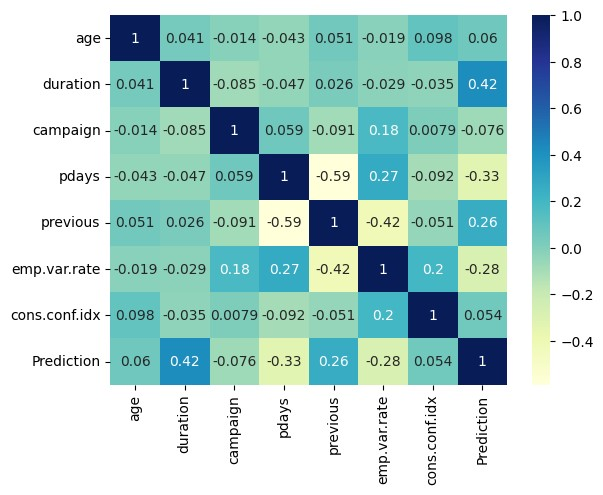 age 1 0.041 -0.014 -0.043 0.051 -0.019 0.098 0.06
duration 0.041 1 -0.085 -0.047 0.026 -0.029 -0.035 0.42
campaign -0.014 -0.085 1 0.059 -0.091 0.18 0.0079 -0.076
pdays -0.043 -0.047 0.059 1 -0.59 0.27 -0.092 -0.33
previous 0.051 0.026 -0.091 -0.59 1 -0.42 -0.051 0.26
emp.var.rate -0.019 -0.029 0.18 0.27 -0.42 1 0.2 -0.28
cons.conf.idx 0.098 -0.035 0.0079 -0.092 -0.051 0.2 1 0.054
Prediction 0.06 0.42 -0.076 -0.33 0.26 -0.28 0.054 1
age
duration
campaign
pdays
previous
emp.var.rate
cons.conf.idx
Prediction
1.0
0.8
0.6
0.4
0.2
0.0
−0.2
−0.4